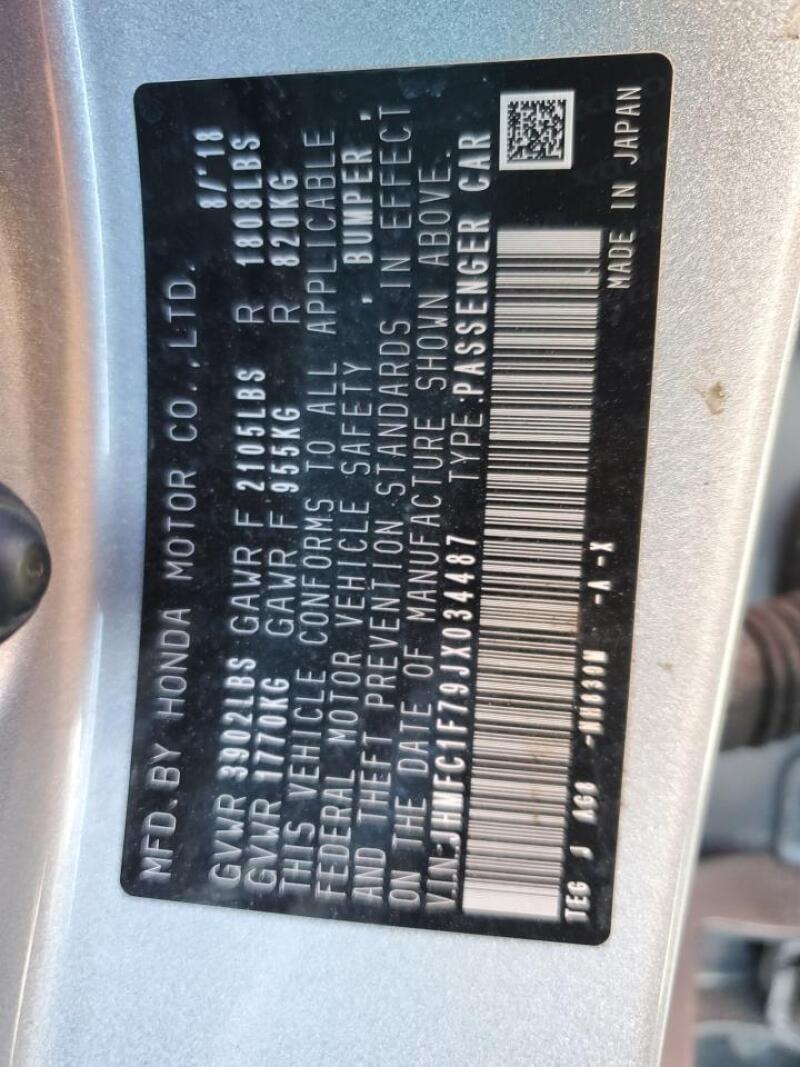 MFD. BY HONDA MOTOR CO., LTD. 8/'18
GVWR 3902LBS GAWR F 2105LBS R 1808LBS
GVWR 1770KG GAWR F 955KG R 820KG
THIS VEHICLE CONFORMS TO ALL APPLICABLE
FEDERAL MOTOR VEHICLE SAFETY , BUMPER ,
AND THEFT PREVENTION STANDARDS IN EFFECT
ON THE DATE OF MANUFACTURE SHOWN ABOVE.
V.I.N.:JHMFC1F79JX034487 TYPE:PASSENGER CAR
TEG J AG0 -A-X
MADE IN JAPAN